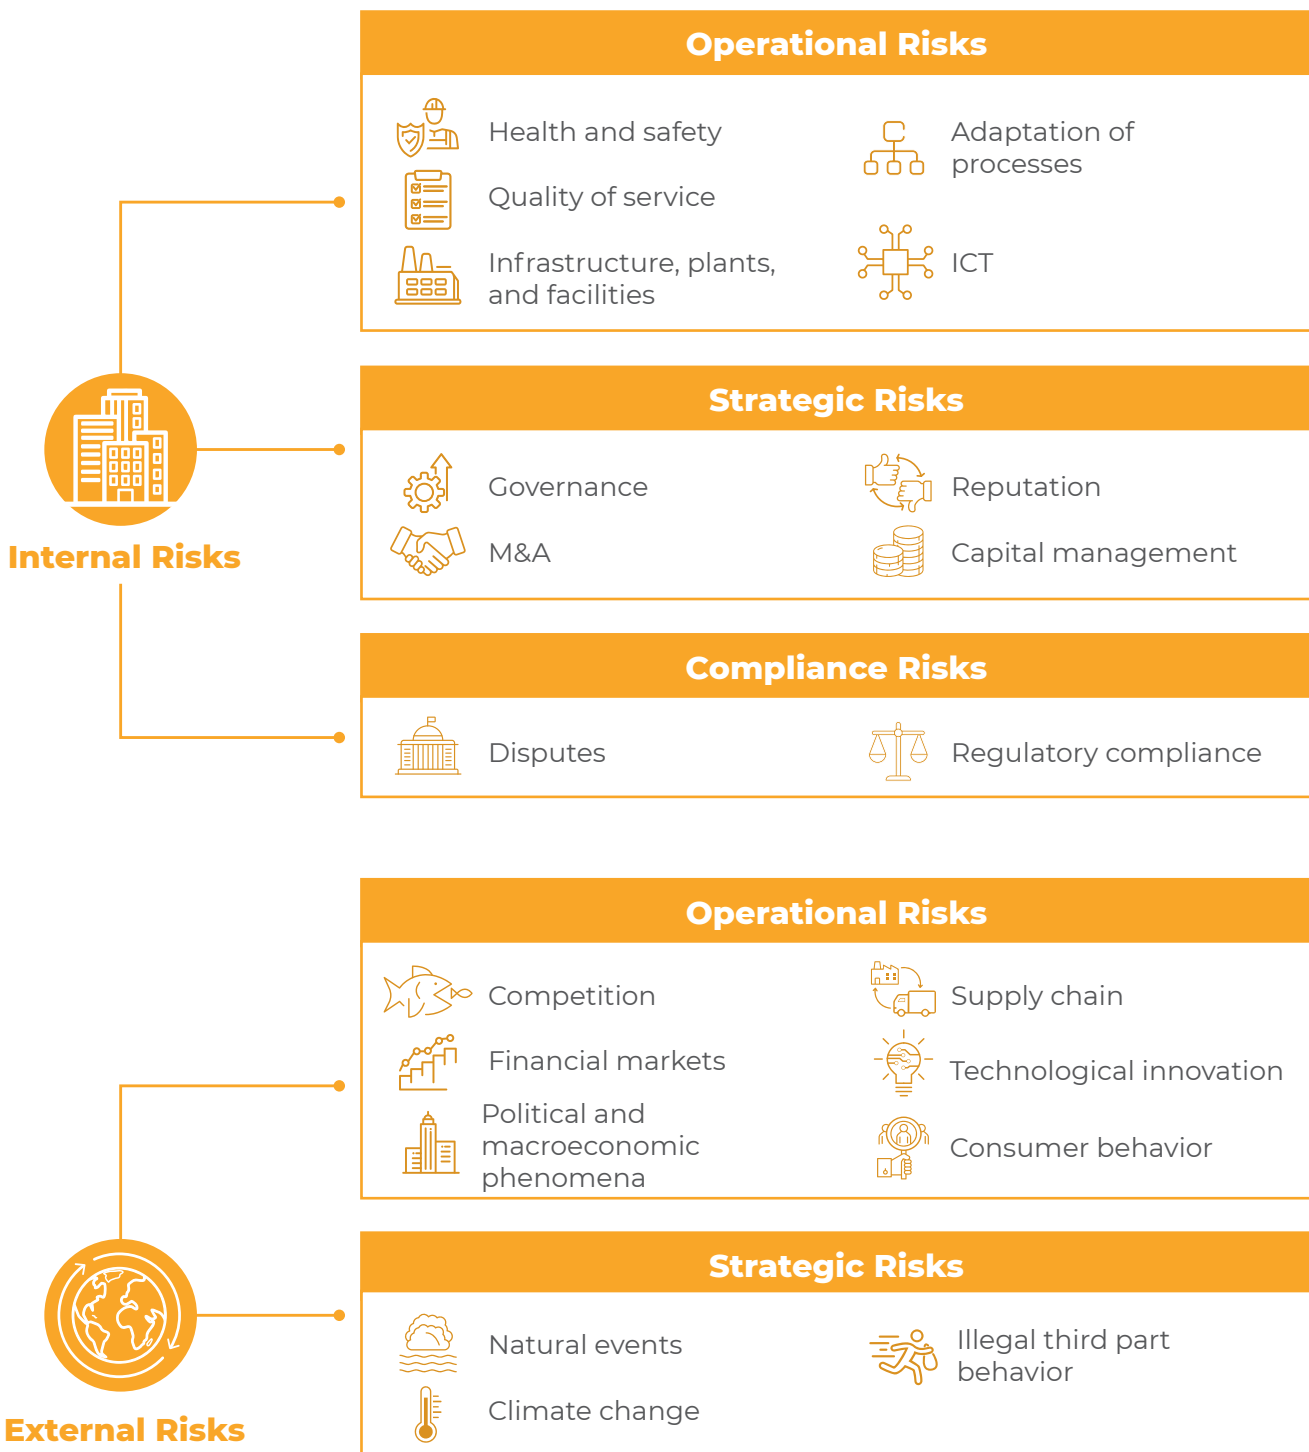 Operational Risks
Health and safety
Quality of service
Infrastructure, plants,
and facilities
Adaptation of
processes
ICT
Internal Risks
Strategic Risks
Governance
M&A
Reputation
Capital management
Compliance Risks
Disputes
Regulatory compliance
Operational Risks
Competition
Financial markets
Political and
macroeconomic
phenomena
Supply chain
Technological innovation
Consumer behavior
External Risks
Strategic Risks
Natural events
Climate change
Illegal third part
behavior